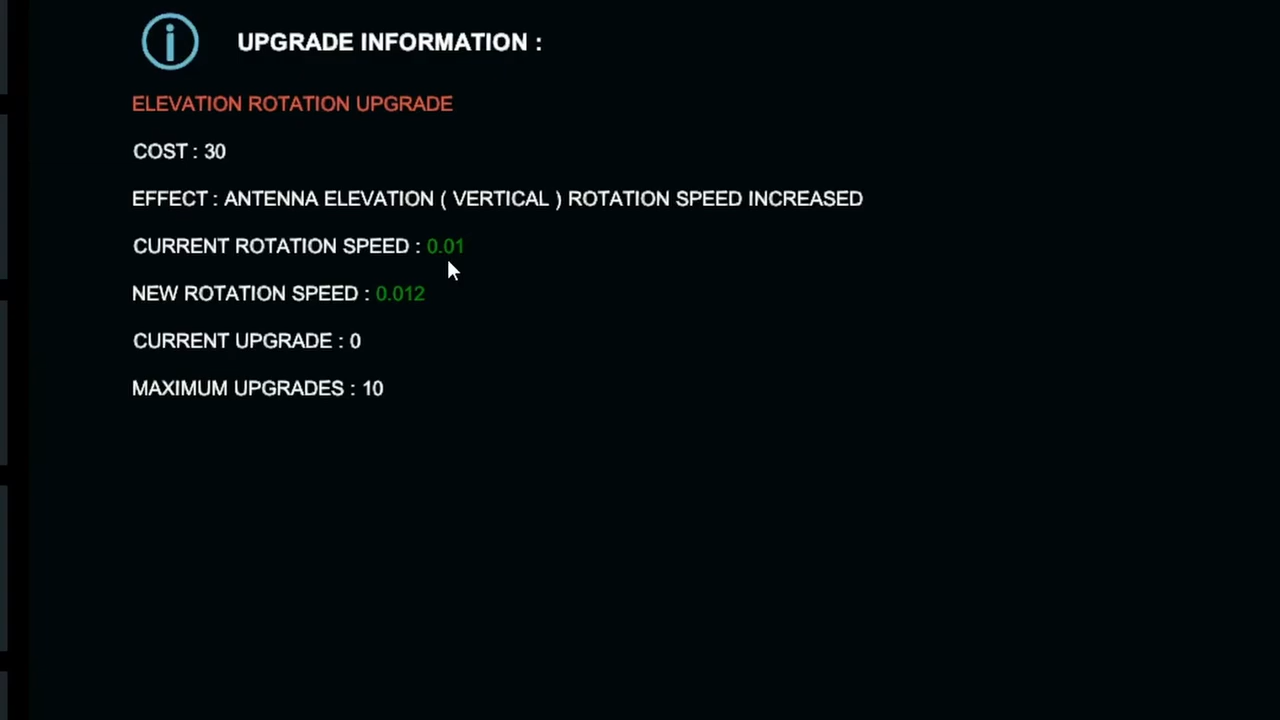 UPGRADE INFORMATION :
ELEVATION ROTATION UPGRADE
COST : 30
EFFECT : ANTENNA ELEVATION ( VERTICAL ) ROTATION SPEED INCREASED
CURRENT ROTATION SPEED : 0.01
NEW ROTATION SPEED : 0.012
CURRENT UPGRADE : 0
MAXIMUM UPGRADES : 10